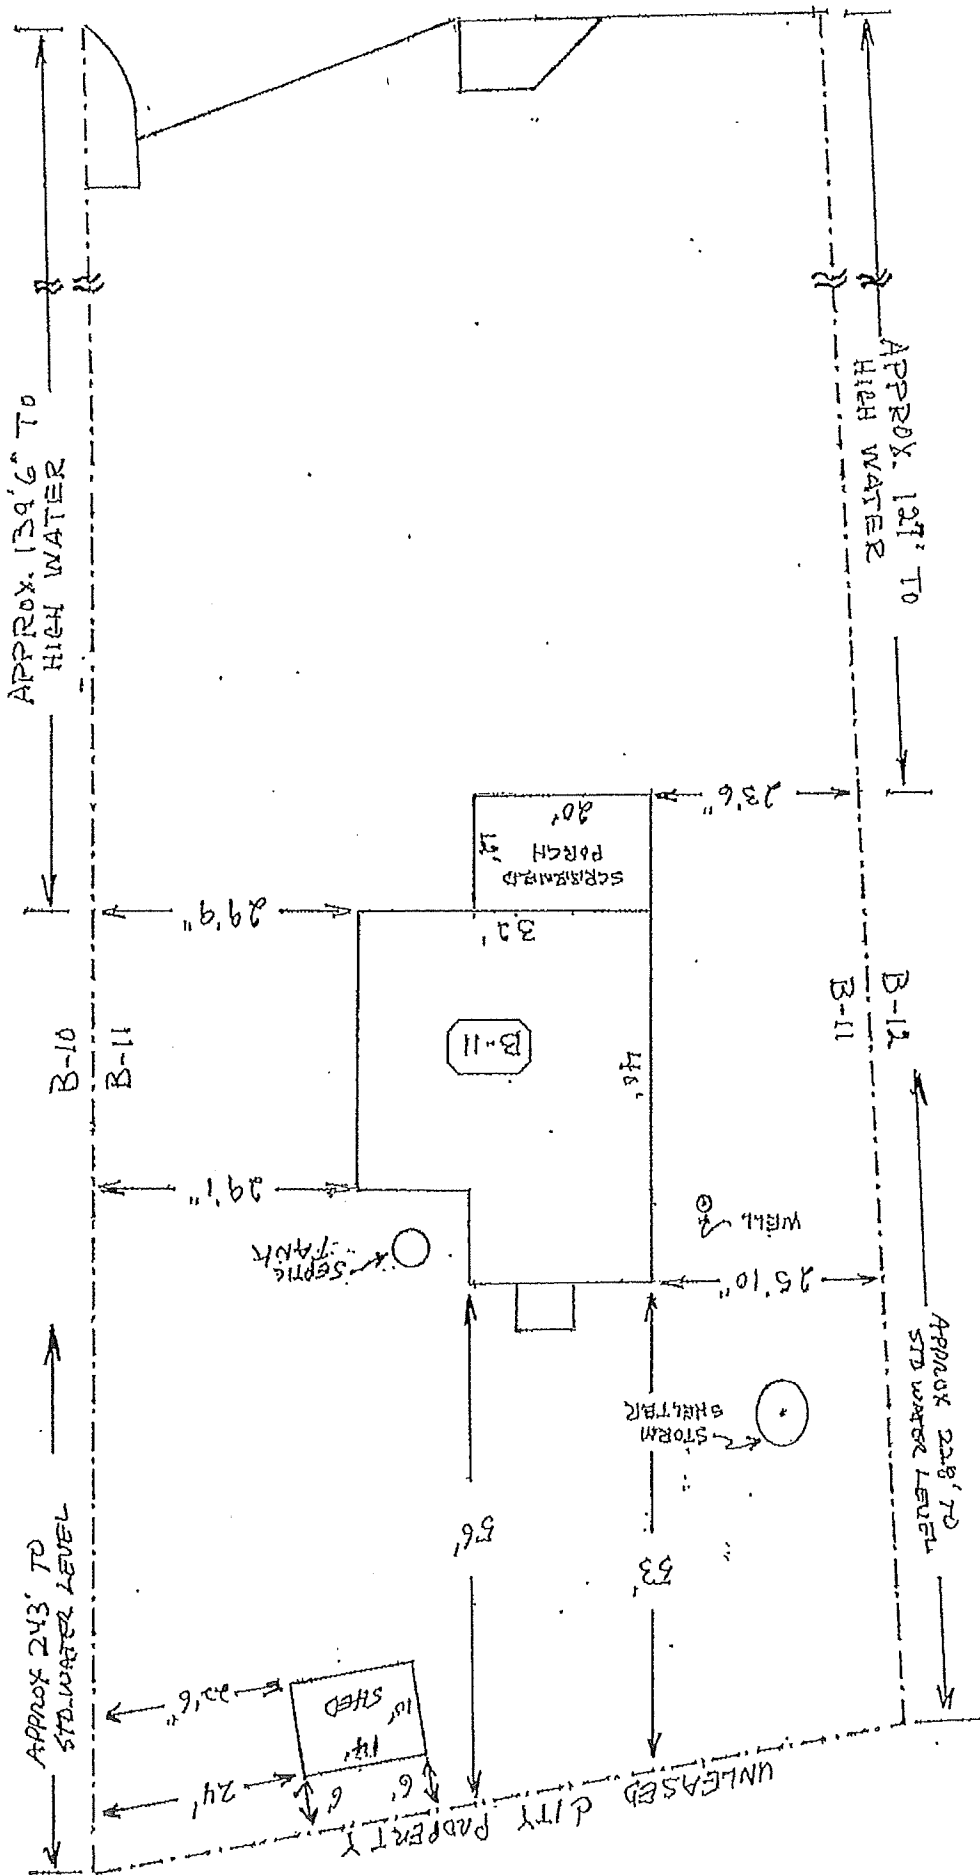 APPROX. 139'6" TO
HIGH WATER
APPROX. 127' TO
HIGH WATER
23'6"
20'
12'
SCREENED
PORCH
29'9"
32'
B-10
B-11
B-11
40'
B-11
B-12
29'1"
SEPTIC
TANK
WELL
25'10"
APPROX 228' TO
STD WATER LEVEL
STORM
SHELTER
56'
53'
APPROX 243' TO
STD. WATER LEVEL
22'6"
SHED
10'
14'
24'
6'
6'
UNLEASED CITY PROPERTY